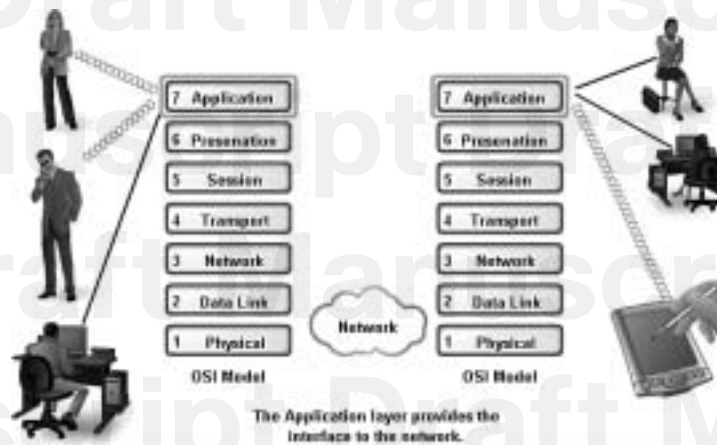 Draft Manuscript
7 Application
6 Presenation
5 Session
4 Transport
3 Network
2 Data Link
1 Physical
OSI Model
Network
7 Application
6 Presenation
5 Session
4 Transport
3 Network
2 Data Link
1 Physical
OSI Model
The Application layer provides the
interface to the network.